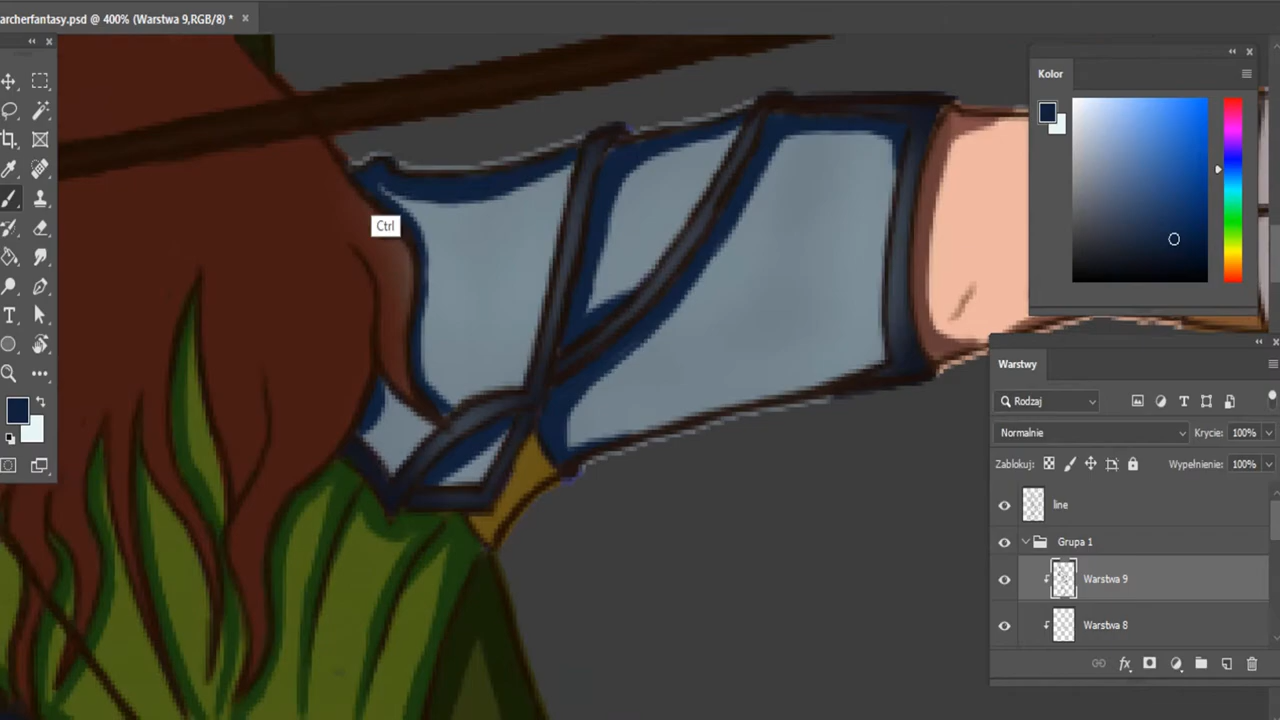 archerfantasy.psd @ 400% (Warstwa 9,RGB/8) *
Kolor
Ctrl
Warstwy
Rodzaj
Normalnie
Krycie: 100%
Zablokuj:
Wypełnienie: 100%
line
Grupa 1
Warstwa 9
Warstwa 8